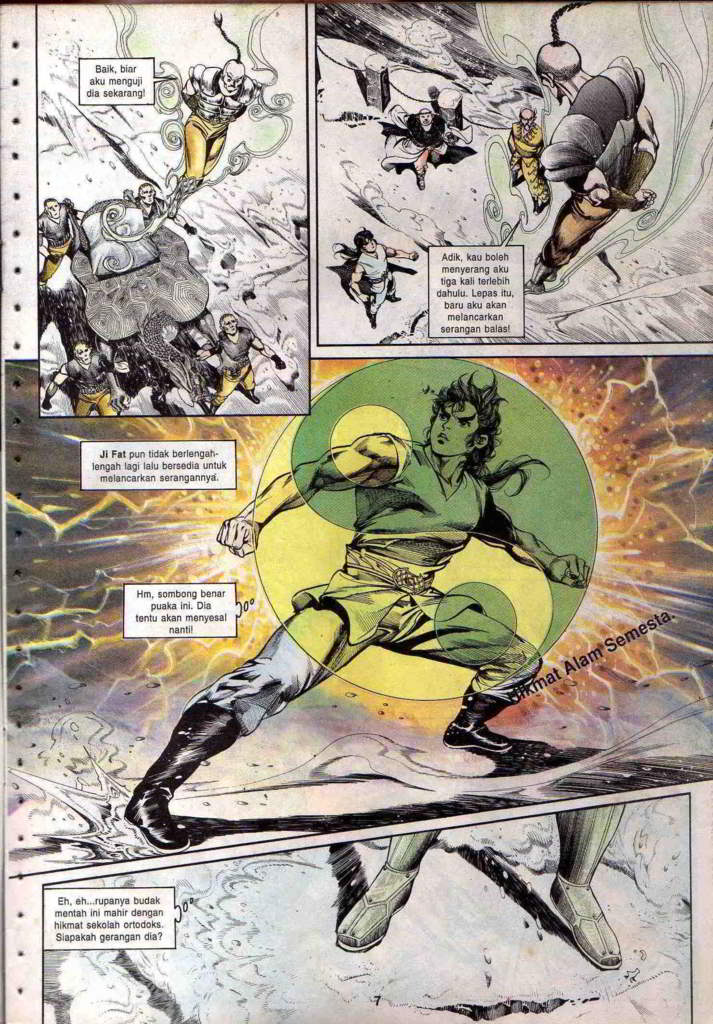 Baik, biar
aku menguji
dia sekarang!
Adik, kau boleh
menyerang aku
tiga kali terlebih
dahulu. Lepas itu,
baru aku akan
melancarkan
serangan balas!
Ji Fat pun tidak berlengah-
lengah lagi lalu bersedia untuk
melancarkan serangannya.
Hm, sombong benar
puaka ini. Dia
tentu akan menyesal
nanti!
Hikmat Alam Semesta.
Eh, eh...rupanya budak
mentah ini mahir dengan
hikmat sekolah ortodoks.
Siapakah gerangan dia?
7